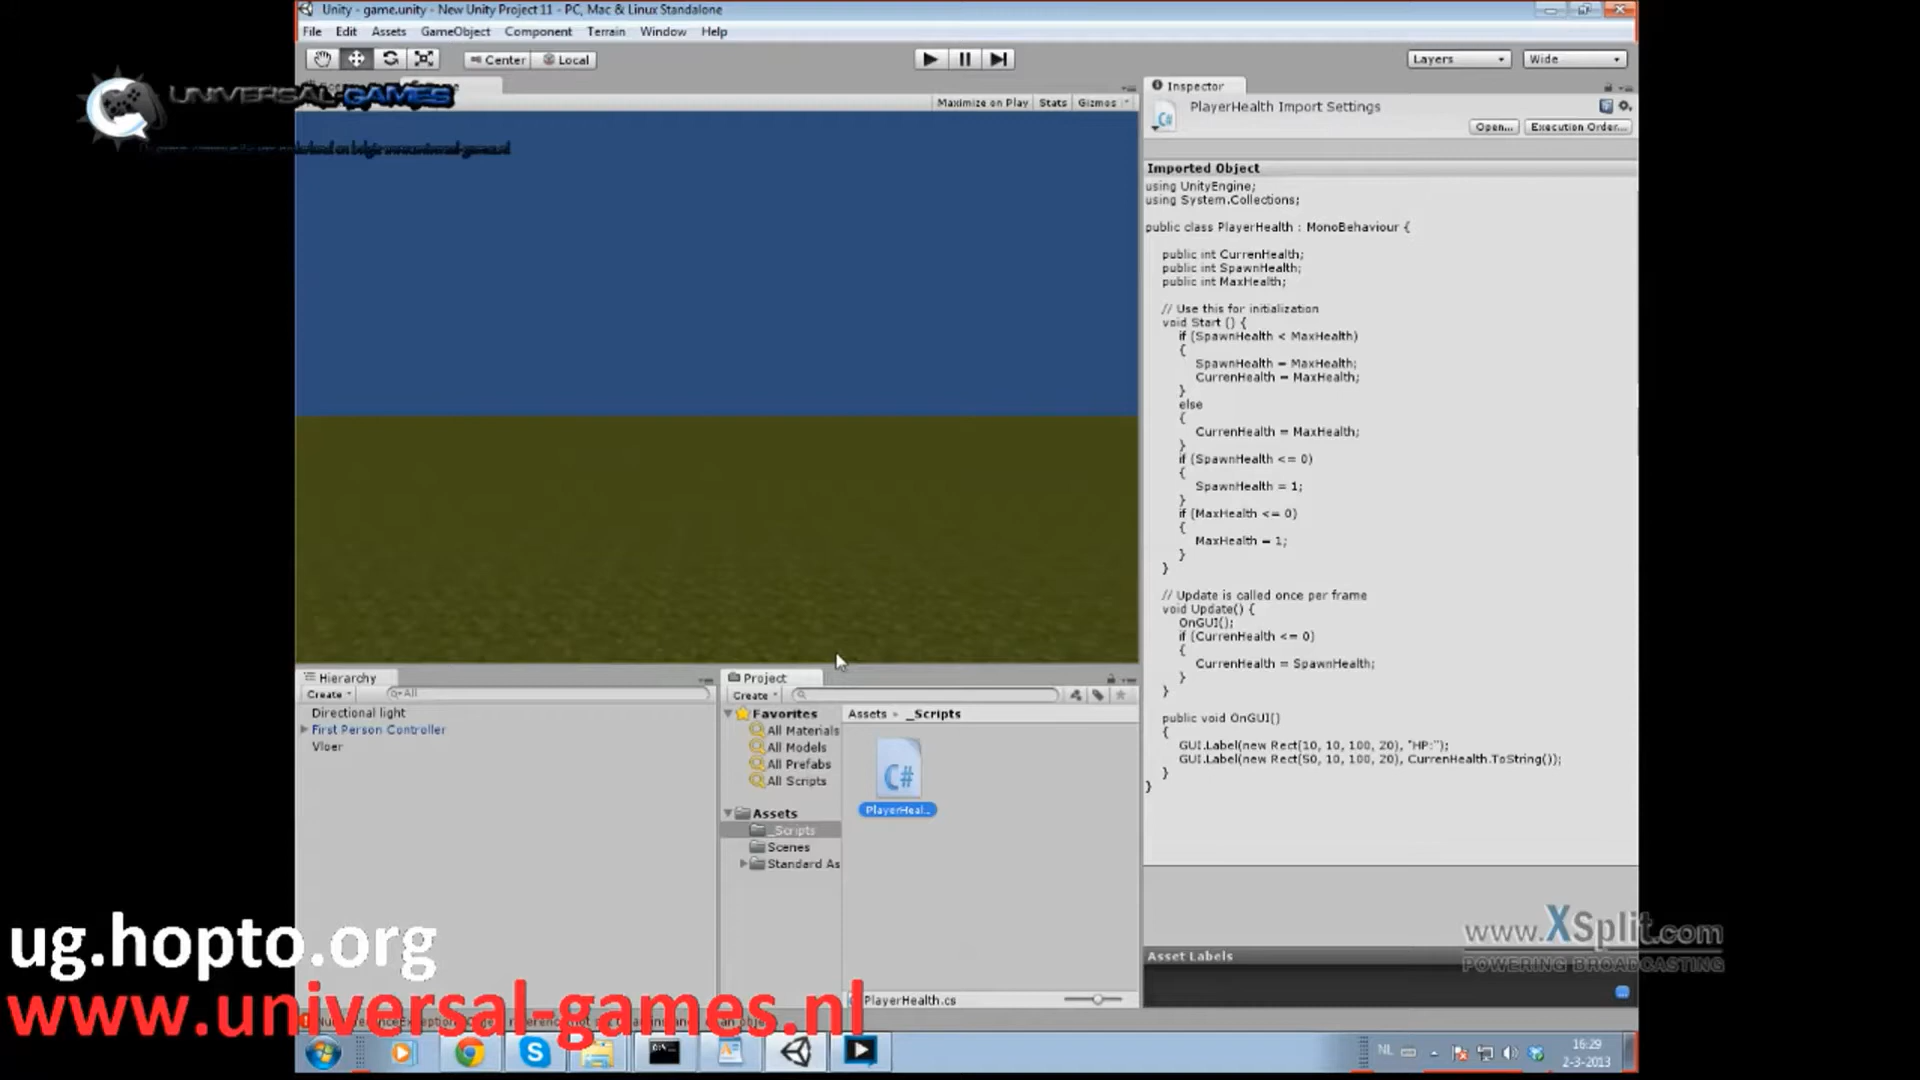 Unity - game.unity - New Unity Project 11 - PC, Mac & Linux Standalone
File Edit Assets GameObject Component Terrain Window Help
Center Local
Layers Wide
UNIVERSAL-GAMES
Maximize on Play Stats Gizmos
Inspector
PlayerHealth Import Settings
Open... Execution Order...
Imported Object
using UnityEngine;
using System.Collections;
public class PlayerHealth : MonoBehaviour {
public int CurrenHealth;
public int SpawnHealth;
public int MaxHealth;
// Use this for initialization
void Start () {
if (SpawnHealth < MaxHealth)
{
SpawnHealth = MaxHealth;
CurrenHealth = MaxHealth;
}
else
{
CurrenHealth = MaxHealth;
}
if (SpawnHealth <= 0)
{
SpawnHealth = 1;
}
if (MaxHealth <= 0)
{
MaxHealth = 1;
}
}
// Update is called once per frame
void Update() {
OnGUI();
if (CurrenHealth <= 0)
{
CurrenHealth = SpawnHealth;
}
}
public void OnGUI()
{
GUI.Label(new Rect(10, 10, 100, 20), "HP:");
GUI.Label(new Rect(50, 10, 100, 20), CurrenHealth.ToString());
}
}
Asset Labels
Hierarchy
Create All
Directional light
First Person Controller
Vloer
Project
Create
Favorites
All Materials
All Models
All Prefabs
All Scripts
Assets
_Scripts
Scenes
Standard As
Assets _Scripts
C#
PlayerHeal...
PlayerHealth.cs
www.XSplit.com
POWERING BROADCASTING
ug.hopto.org
www.universal-games.nl
NL
16:29
2-3-2013